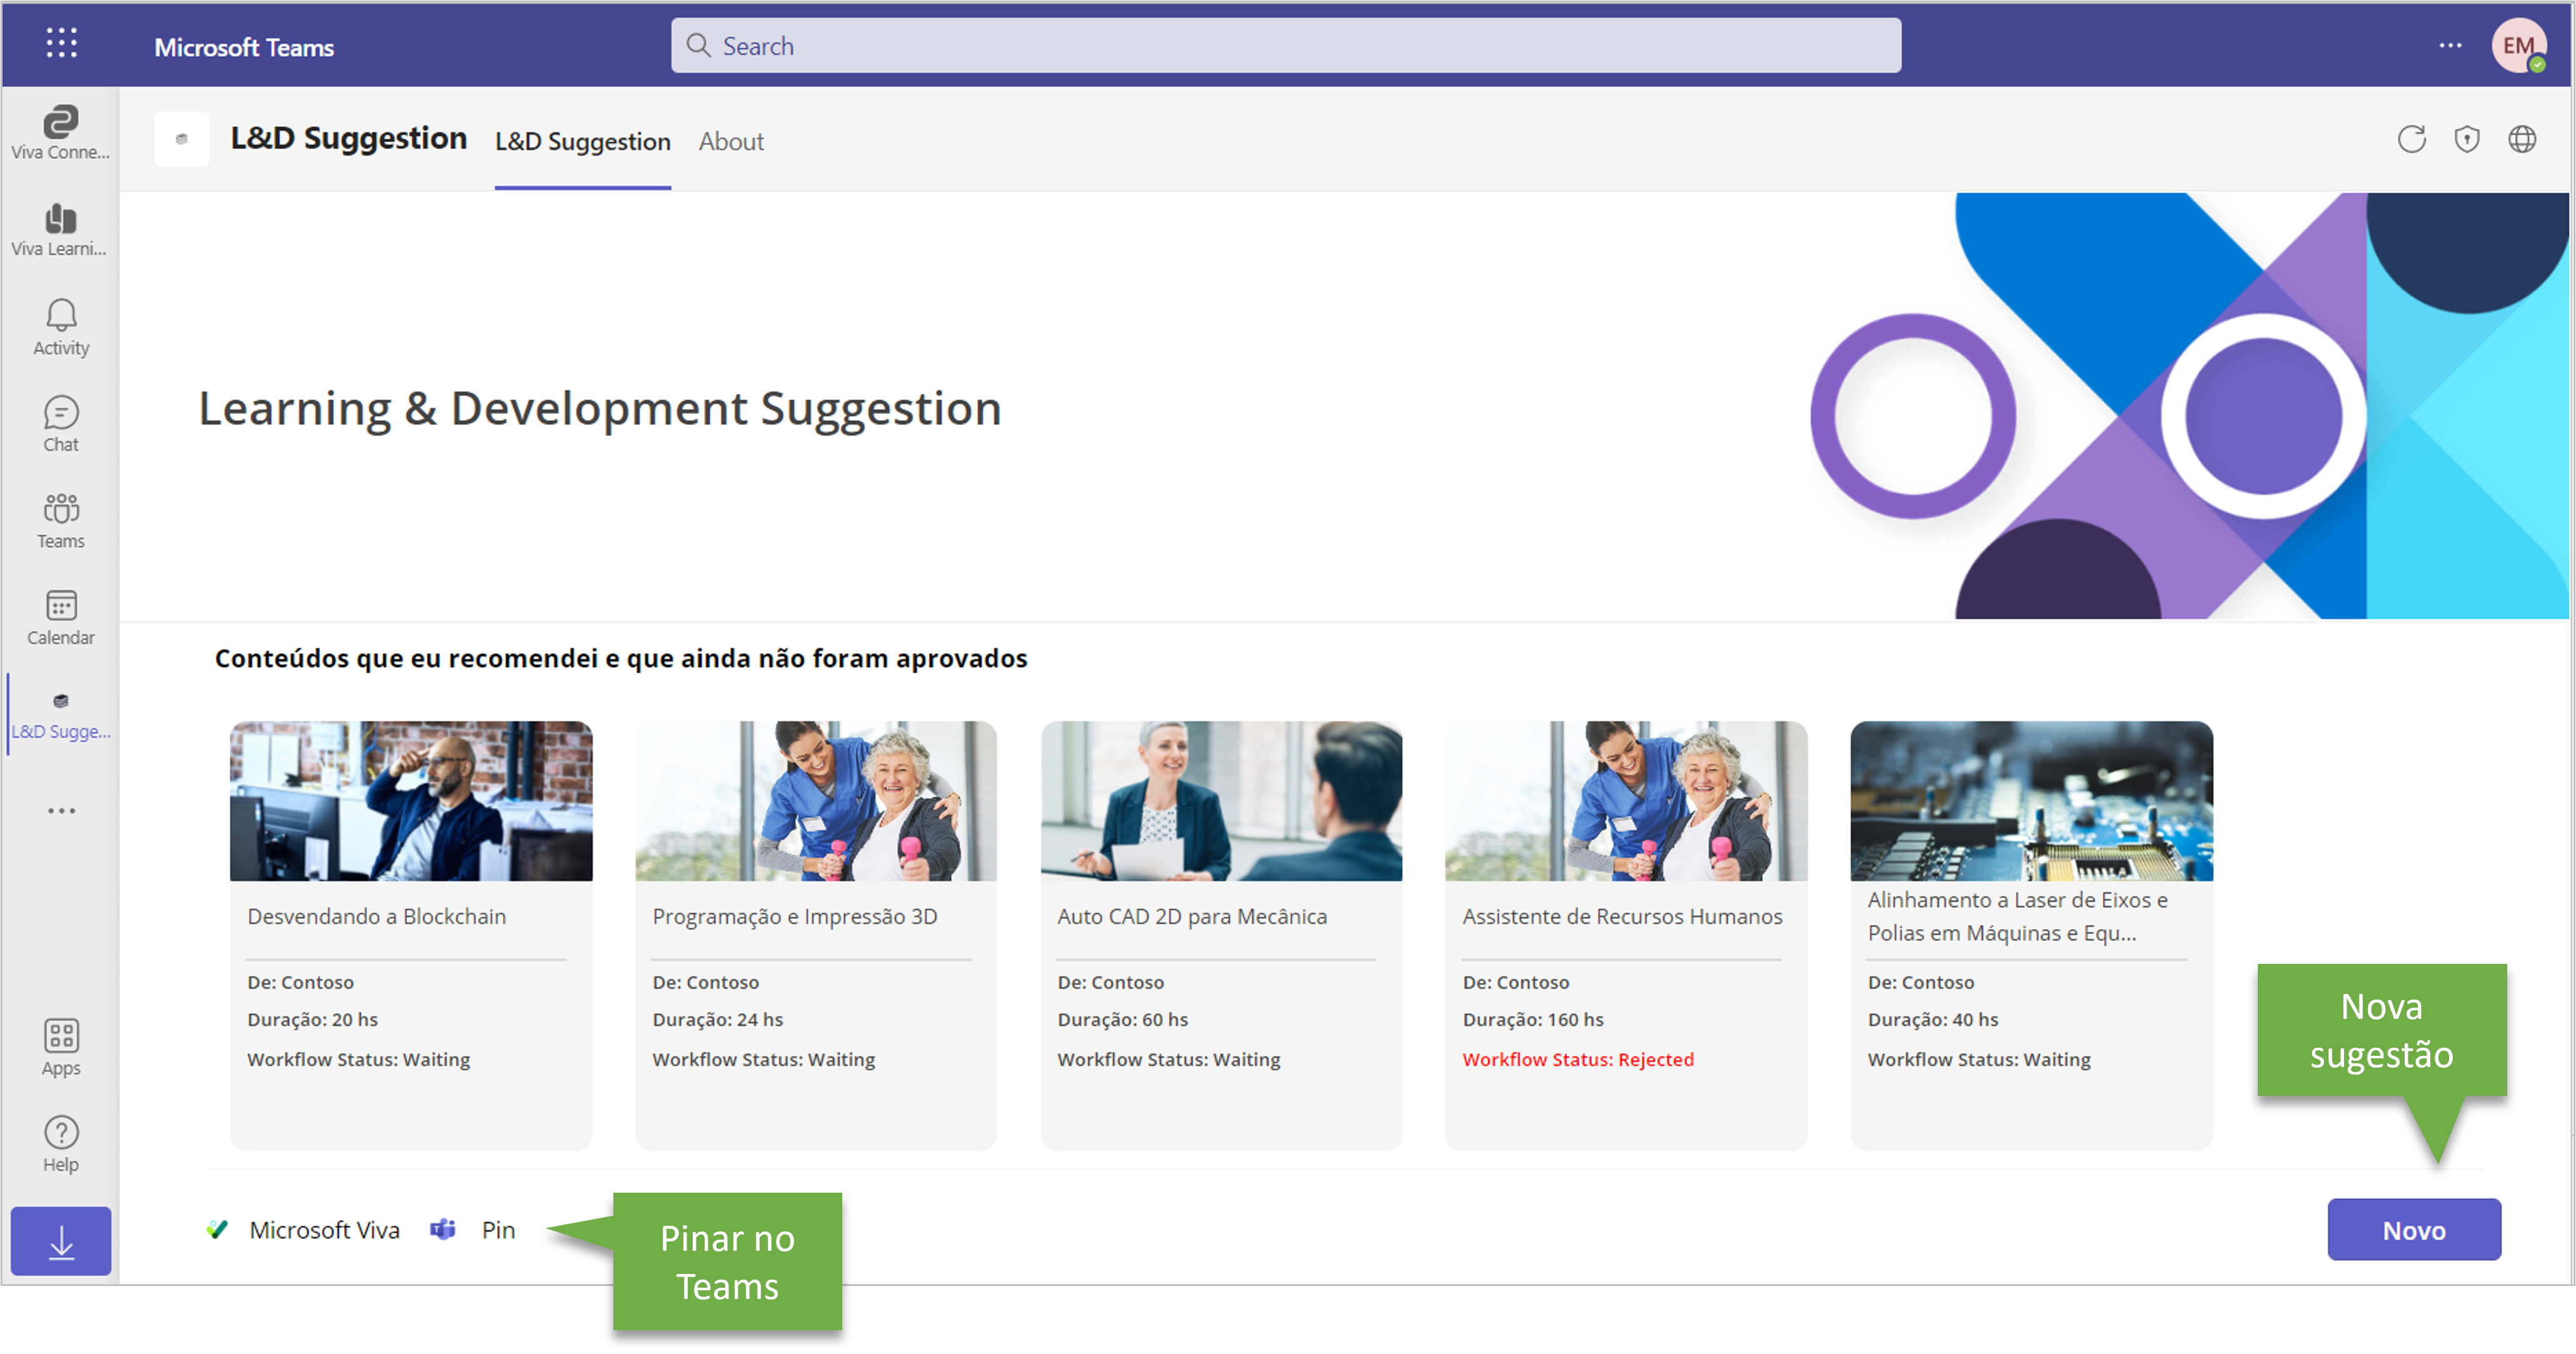 Microsoft Teams
Search
EM
Viva Conne...
Viva Learni...
Activity
Chat
Teams
Calendar
L&D Sugge...
Apps
Help
L&D Suggestion
L&D Suggestion
About
Learning & Development Suggestion
Conteúdos que eu recomendei e que ainda não foram aprovados
Desvendando a Blockchain
De: Contoso
Duração: 20 hs
Workflow Status: Waiting
Programação e Impressão 3D
De: Contoso
Duração: 24 hs
Workflow Status: Waiting
Auto CAD 2D para Mecânica
De: Contoso
Duração: 60 hs
Workflow Status: Waiting
Assistente de Recursos Humanos
De: Contoso
Duração: 160 hs
Workflow Status: Rejected
Alinhamento a Laser de Eixos e
Polias em Máquinas e Equ...
De: Contoso
Duração: 40 hs
Workflow Status: Waiting
Nova
sugestão
Microsoft Viva
Pin
Pinar no
Teams
Novo